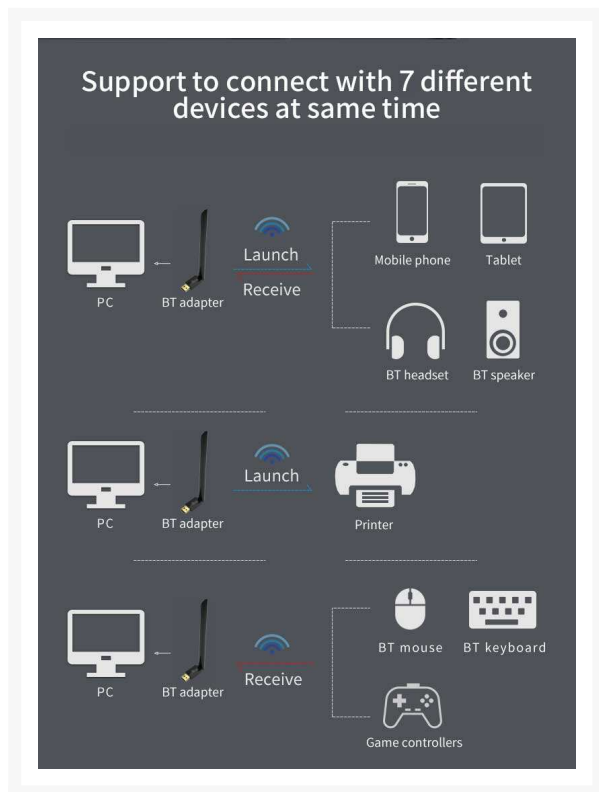 Support to connect with 7 different
devices at same time
Launch
Receive
Mobile phone
Tablet
PC
BT adapter
BT headset
BT speaker
Launch
PC
BT adapter
Printer
Receive
BT mouse
BT keyboard
PC
BT adapter
Game controllers